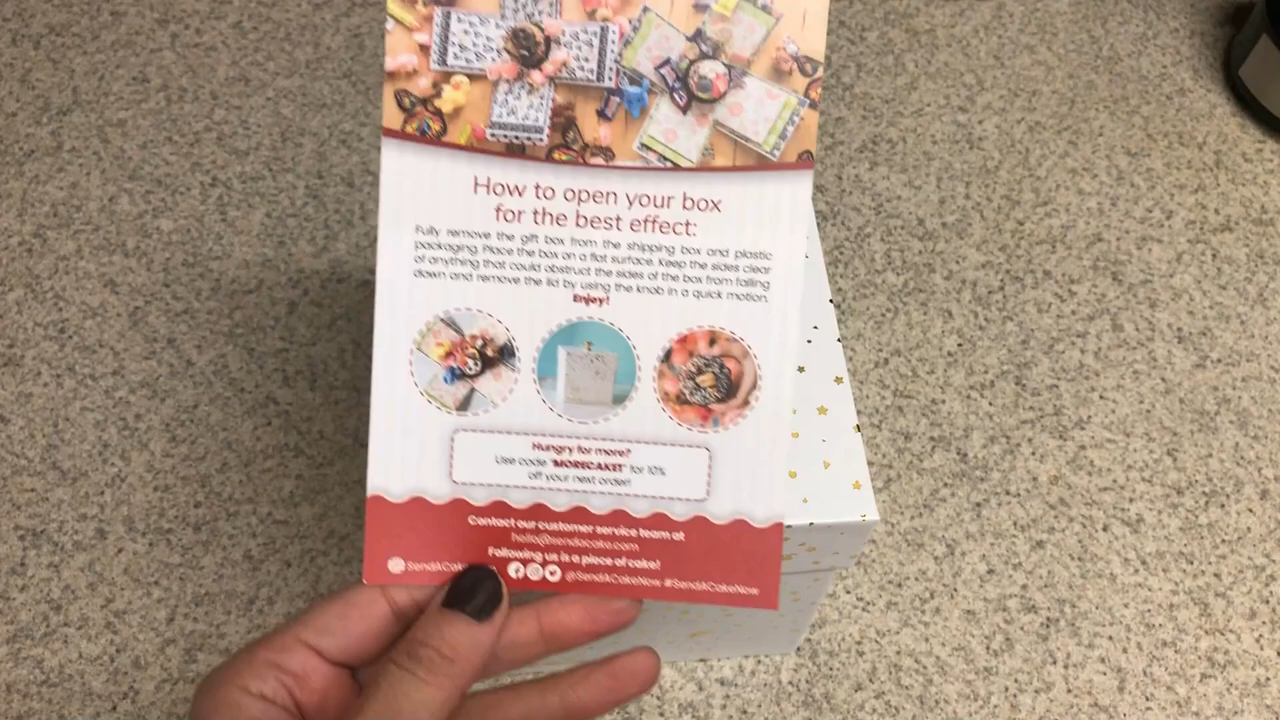 How to open your box
for the best effect:
Fully remove the gift box from the shipping box and plastic
packaging. Place the box on a flat surface. Keep the sides clear
of anything that could obstruct the sides of the box from falling
down and remove the lid by using the knob in a quick motion.
Enjoy!
Hungry for more?
Use code "MORECAKE1" for 10%
off your next order!
Contact our customer service team at
hello@sendacake.com
Following us is a piece of cake!
SendACake
@SendACakeNow #SendACakeNow